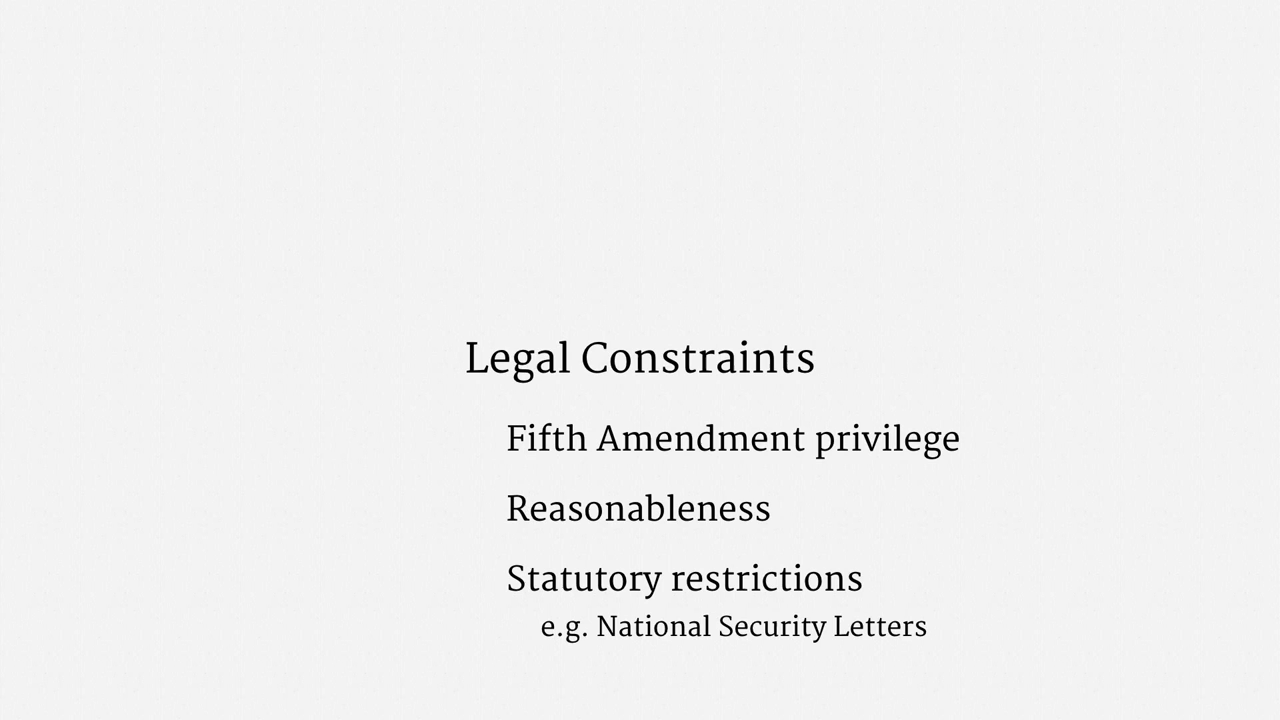 Legal Constraints
Fifth Amendment privilege
Reasonableness
Statutory restrictions
e.g. National Security Letters